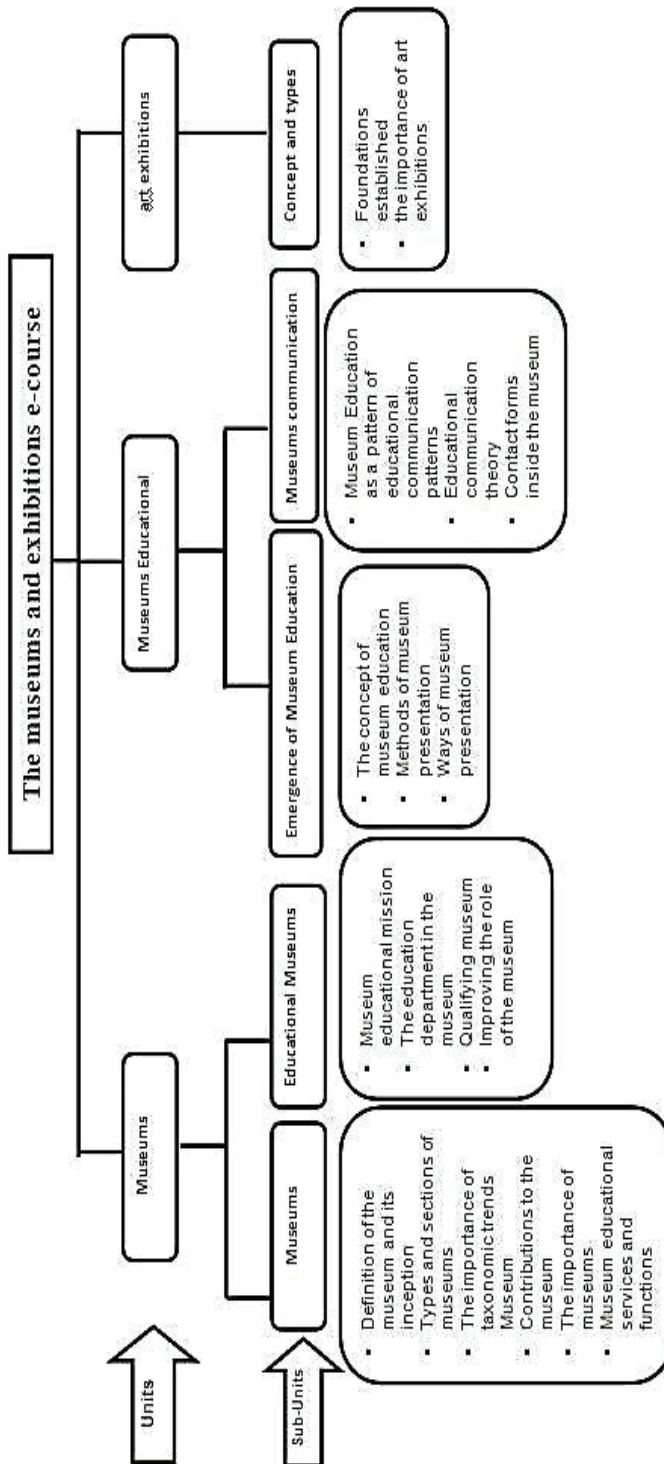 The museums and exhibitions e-course
Units
Museums
Museums Educational
art exhibitions
Sub-Units
Museums
Educational Museums
Emergence of Museum Education
Museums communication
Concept and types
▪ Definition of the
museum and its
inception
▪ Types and sections of
museums
▪ The importance of
taxonomic trends
Museum
▪ Contributions to the
museum
▪ The importance of
museums
▪ Museum educational
services and
functions
▪ Museum
educational mission
▪ The education
department in the
museum
▪ Qualifying museum
▪ Improving the role
of the museum
▪ The concept of
museum education
▪ Methods of museum
presentation
▪ Ways of museum
presentation
▪ Museum Education
as a pattern of
educational
communication
patterns
▪ Educational
communication
theory
▪ Contact forms
inside the museum
▪ Foundations
established
▪ the importance of art
exhibitions